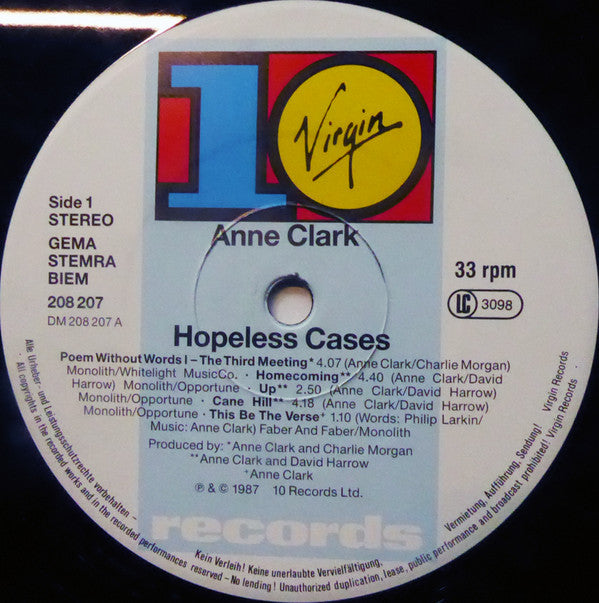 10
Virgin
Anne Clark
Side 1
STEREO
GEMA
STEMRA
BIEM
208 207
DM 208 207 A
33 rpm
LC 3098
Hopeless Cases
Poem Without Words I – The Third Meeting* 4.07 (Anne Clark/Charlie Morgan)
Monolith/Whitelight MusicCo. · Homecoming** 4.40 (Anne Clark/David
Harrow) Monolith/Opportune · Up** 2.50 (Anne Clark/David Harrow)
Monolith/Opportune · Cane Hill** 4.18 (Anne Clark/David Harrow)
Monolith/Opportune · This Be The Verse+ 1.10 (Words: Philip Larkin/
Music: Anne Clark) Faber And Faber/Monolith
Produced by: *Anne Clark and Charlie Morgan
**Anne Clark and David Harrow
+Anne Clark
℗ & © 1987 10 Records Ltd.
records
Alle Urheber- und Leistungsschutzrechte vorbehalten – Kein Verleih! Keine unerlaubte Vervielfältigung, Vermietung, Aufführung, Sendung! Virgin Records
All copyrights in the recorded works and in the recorded performances reserved – No lending! Unauthorized duplication, lease, public performance and broadcast prohibited! Virgin Records